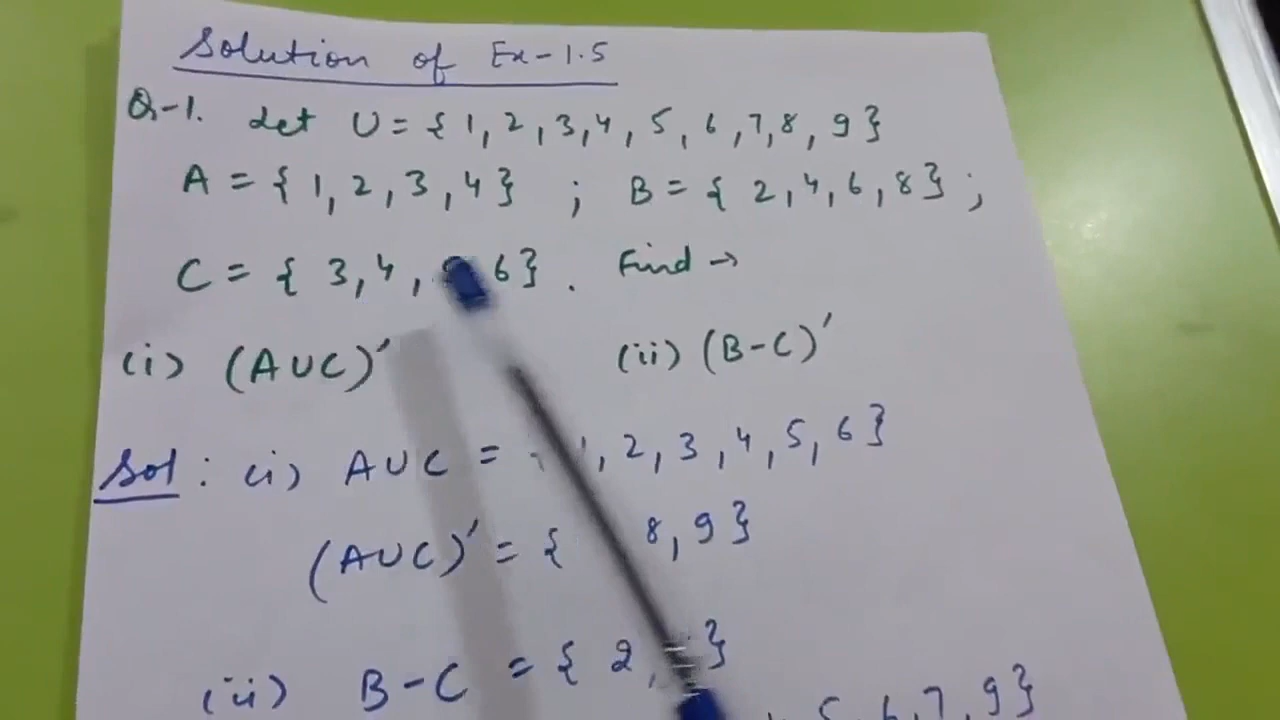 Solution of Ex-1.5
Q-1. Let U = {1, 2, 3, 4, 5, 6, 7, 8, 9}
A = {1, 2, 3, 4} ; B = {2, 4, 6, 8} ;
C = {3, 4, 6} . Find →
(i) (A∪C)' (ii) (B-C)'
Sol : (i) A∪C = 1, 2, 3, 4, 5, 6}
(A∪C)' = { 8, 9}
(ii) B-C = {2, }
5, 6, 7, 9}